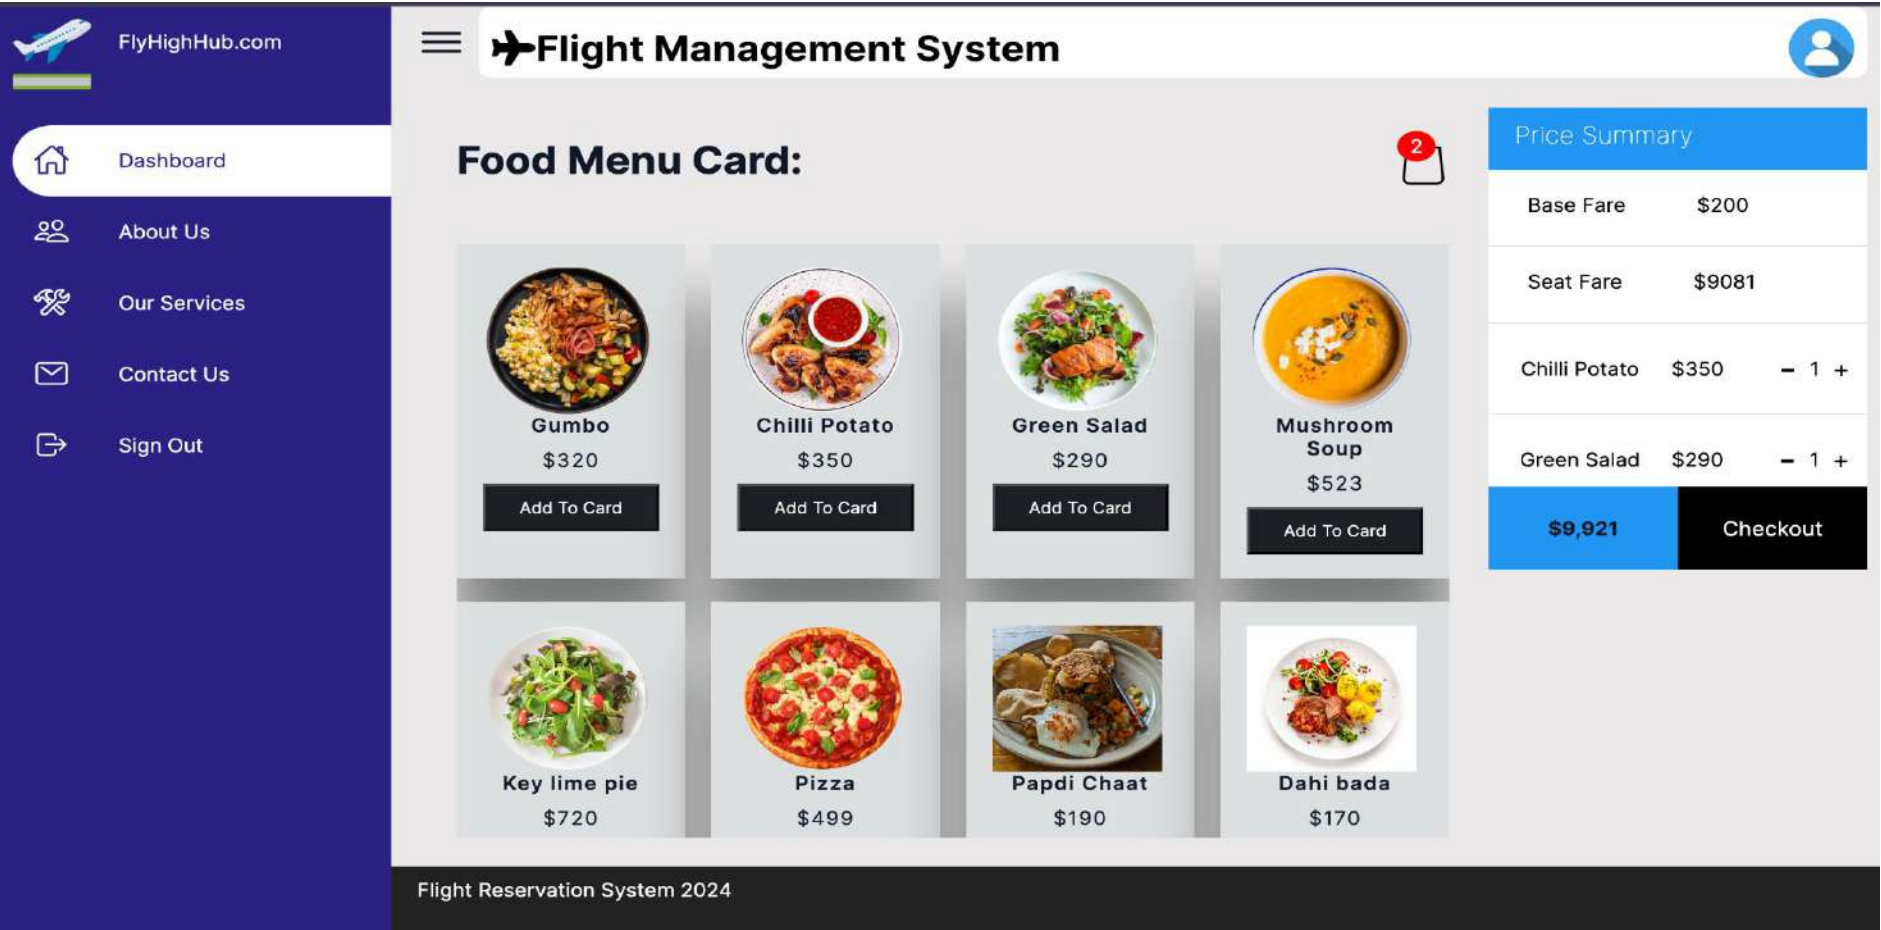 FlyHighHub.com
Dashboard
About Us
Our Services
Contact Us
Sign Out
Flight Management System
Food Menu Card:
2
Gumbo
$320
Add To Card
Chilli Potato
$350
Add To Card
Green Salad
$290
Add To Card
Mushroom
Soup
$523
Add To Card
Key lime pie
$720
Pizza
$499
Papdi Chaat
$190
Dahi bada
$170
Price Summary
Base Fare $200
Seat Fare $9081
Chilli Potato $350 - 1 +
Green Salad $290 - 1 +
$9,921 Checkout
Flight Reservation System 2024